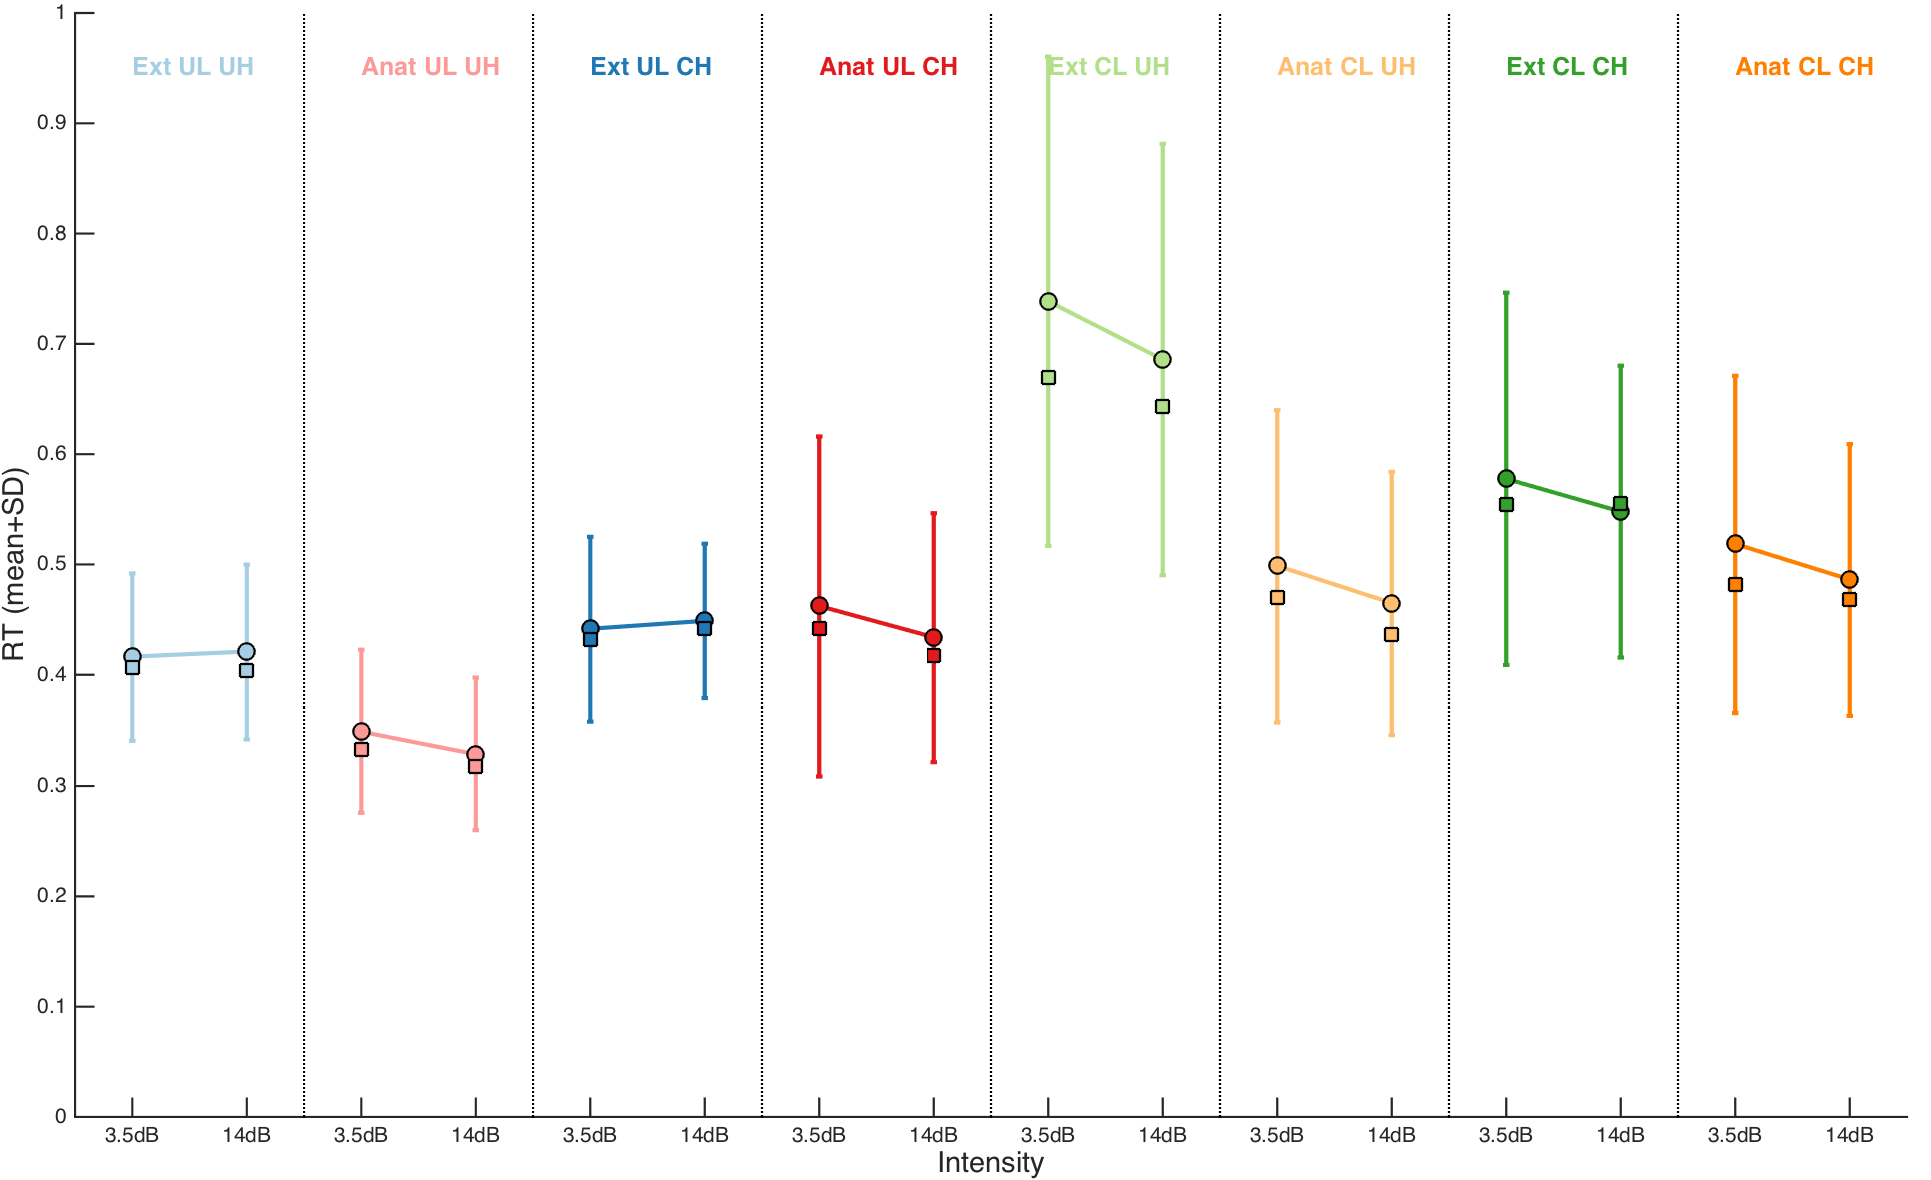 Ext UL UH
Anat UL UH
Ext UL CH
Anat UL CH
Ext CL UH
Anat CL UH
Ext CL CH
Anat CL CH
RT (mean+SD)
1
0.9
0.8
0.7
0.6
0.5
0.4
0.3
0.2
0.1
0
3.5dB 14dB 3.5dB 14dB 3.5dB 14dB 3.5dB 14dB 3.5dB 14dB 3.5dB 14dB 3.5dB 14dB 3.5dB 14dB
Intensity